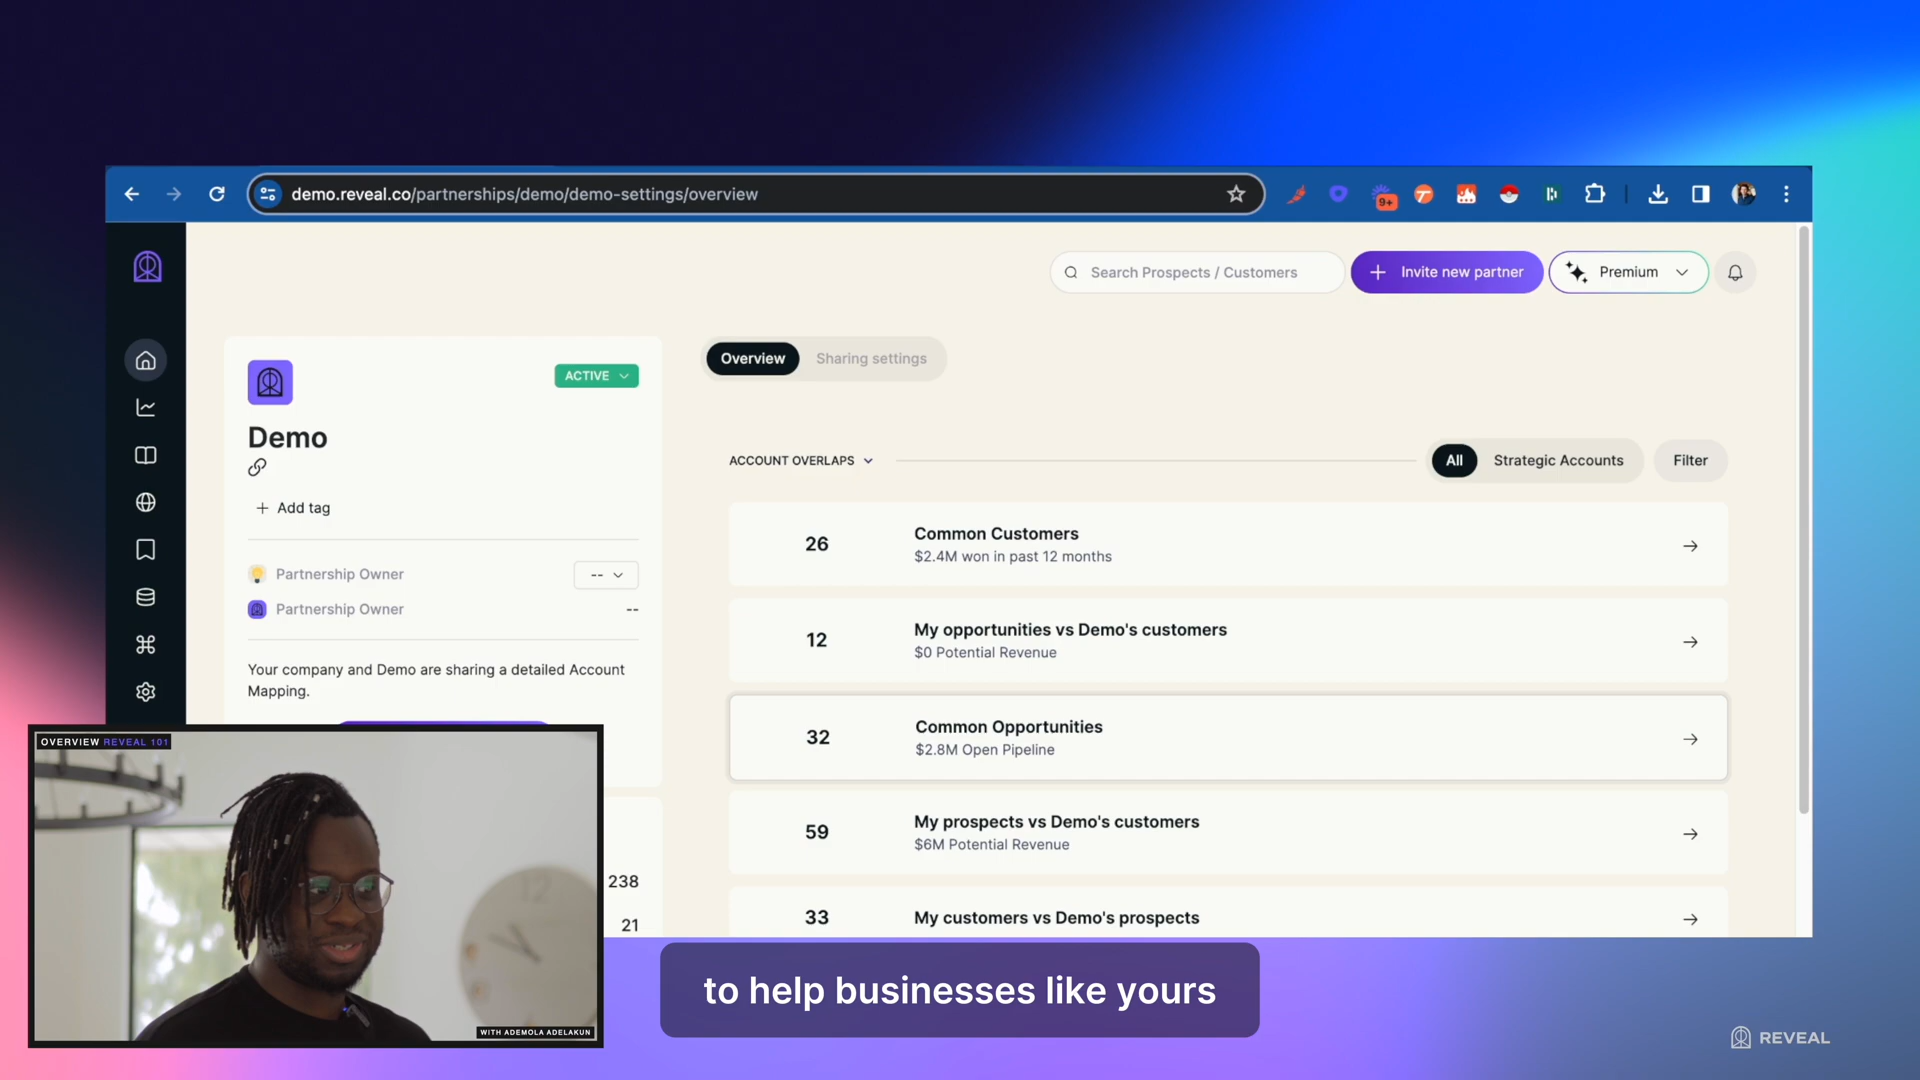 demo.reveal.co/partnerships/demo/demo-settings/overview
9+
Search Prospects / Customers
Invite new partner
Premium
ACTIVE
Demo
Add tag
Partnership Owner
--
Partnership Owner
--
Your company and Demo are sharing a detailed Account
Mapping.
238
21
Overview
Sharing settings
ACCOUNT OVERLAPS
All
Strategic Accounts
Filter
26
Common Customers
$2.4M won in past 12 months
12
My opportunities vs Demo's customers
$0 Potential Revenue
32
Common Opportunities
$2.8M Open Pipeline
59
My prospects vs Demo's customers
$6M Potential Revenue
33
My customers vs Demo's prospects
OVERVIEW REVEAL 101
12
WITH ADEMOLA ADELAKUN
to help businesses like yours
REVEAL